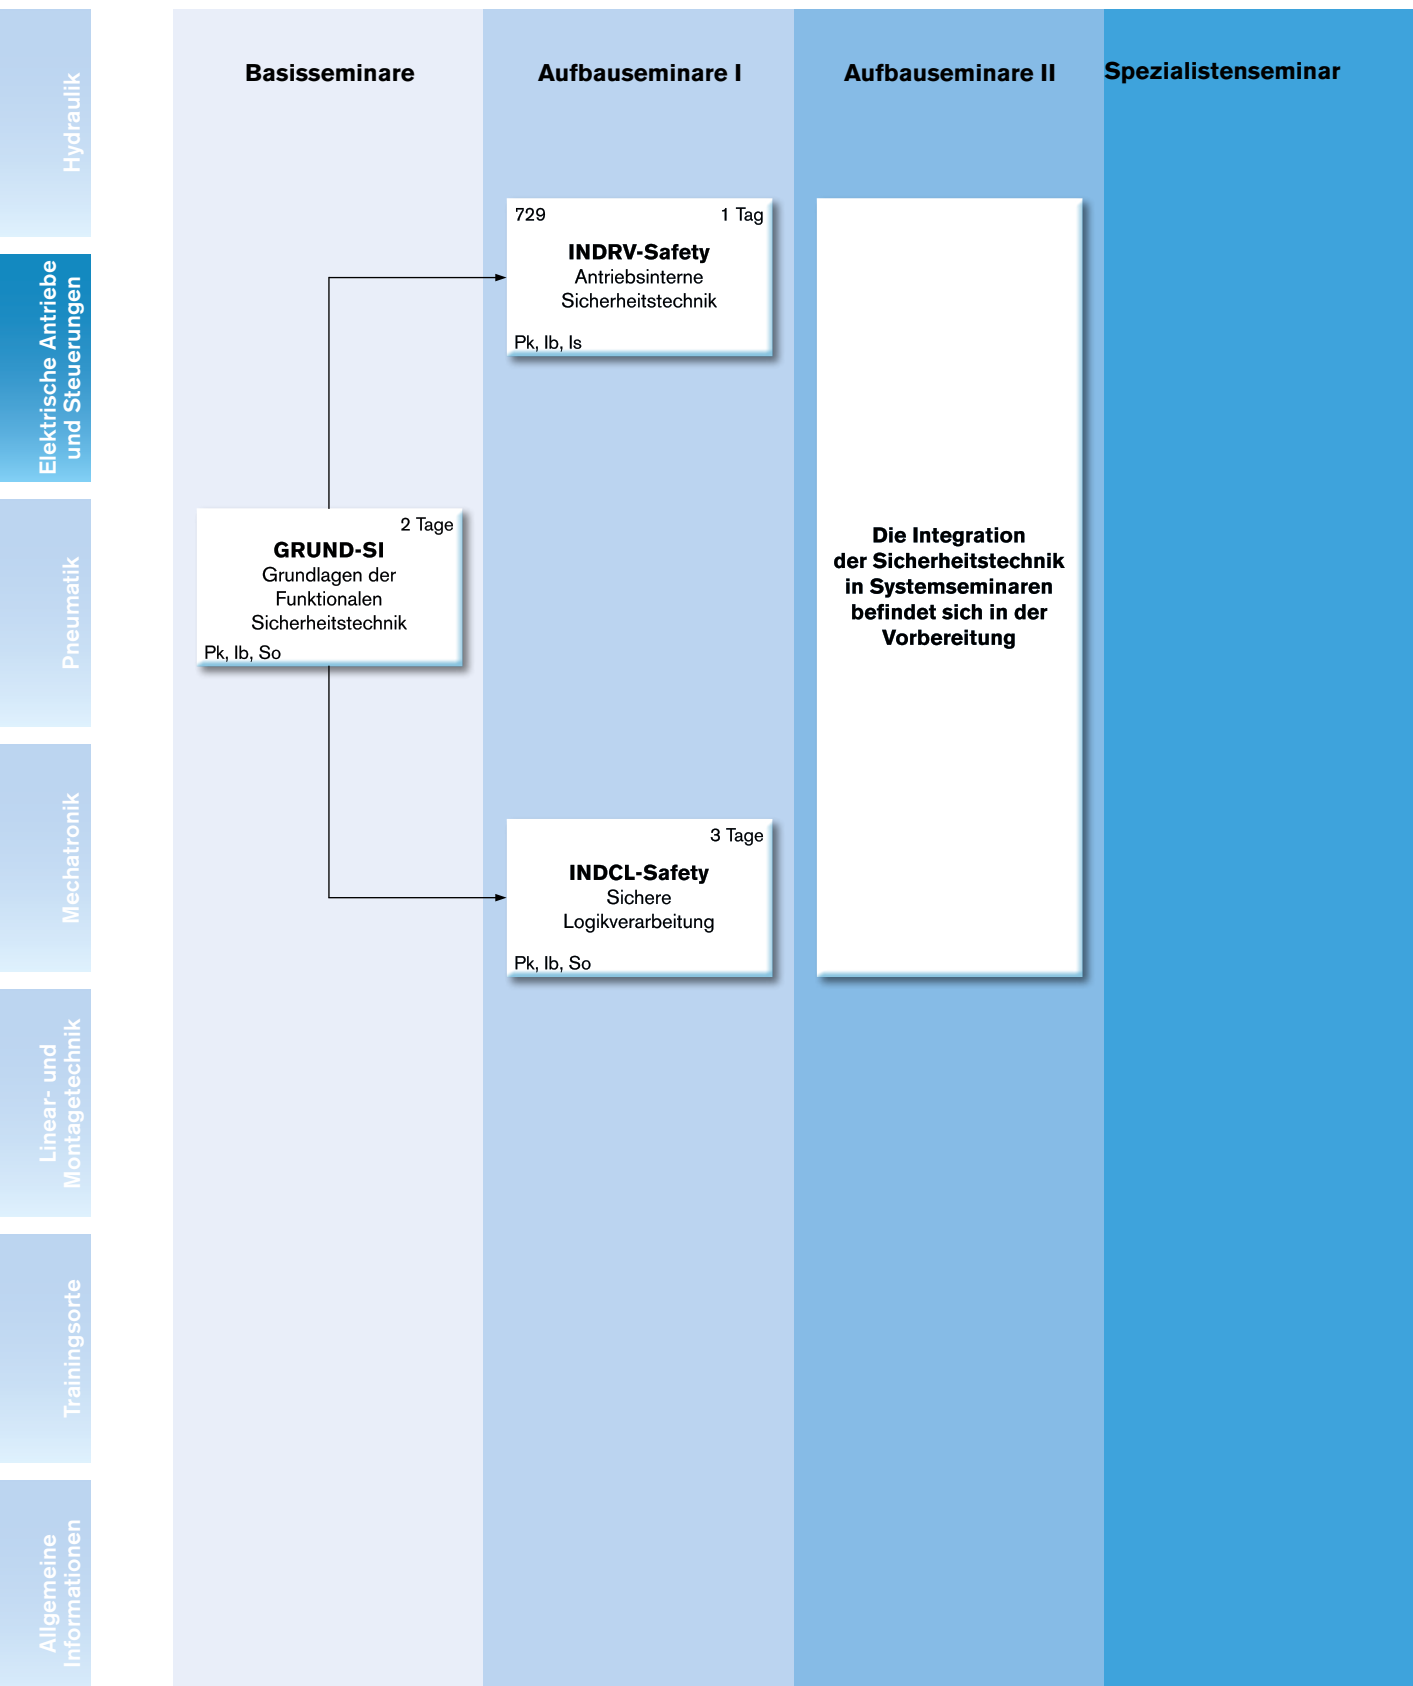 Hydraulik
Elektrische Antriebe
und Steuerungen
Pneumatik
Mechatronik
Linear- und
Montagetechnik
Trainingsorte
Allgemeine
Informationen
Basisseminare
Aufbauseminare I
Aufbauseminare II
Spezialistenseminar
2 Tage
GRUND-SI
Grundlagen der
Funktionalen
Sicherheitstechnik
Pk, Ib, So
729 1 Tag
INDRV-Safety
Antriebsinterne
Sicherheitstechnik
Pk, Ib, Is
3 Tage
INDCL-Safety
Sichere
Logikverarbeitung
Pk, Ib, So
Die Integration
der Sicherheitstechnik
in Systemseminaren
befindet sich in der
Vorbereitung